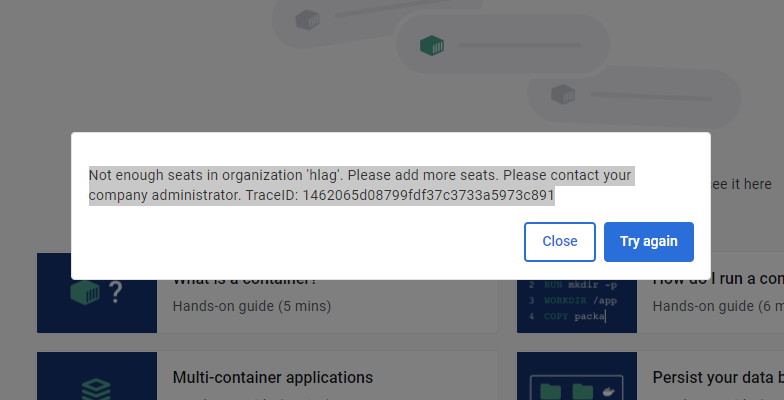 see it here
Not enough seats in organization 'hlag'. Please add more seats. Please contact your
company administrator. TraceID: 1462065d08799fdf37c3733a5973c891
Close
Try again
?
What is a container?
Hands-on guide (5 mins)
2 RUN mkdir -p
3 WORKDIR /app
4 COPY packa
How do I run a con
Hands-on guide (6 m
Multi-container applications
Persist your data b